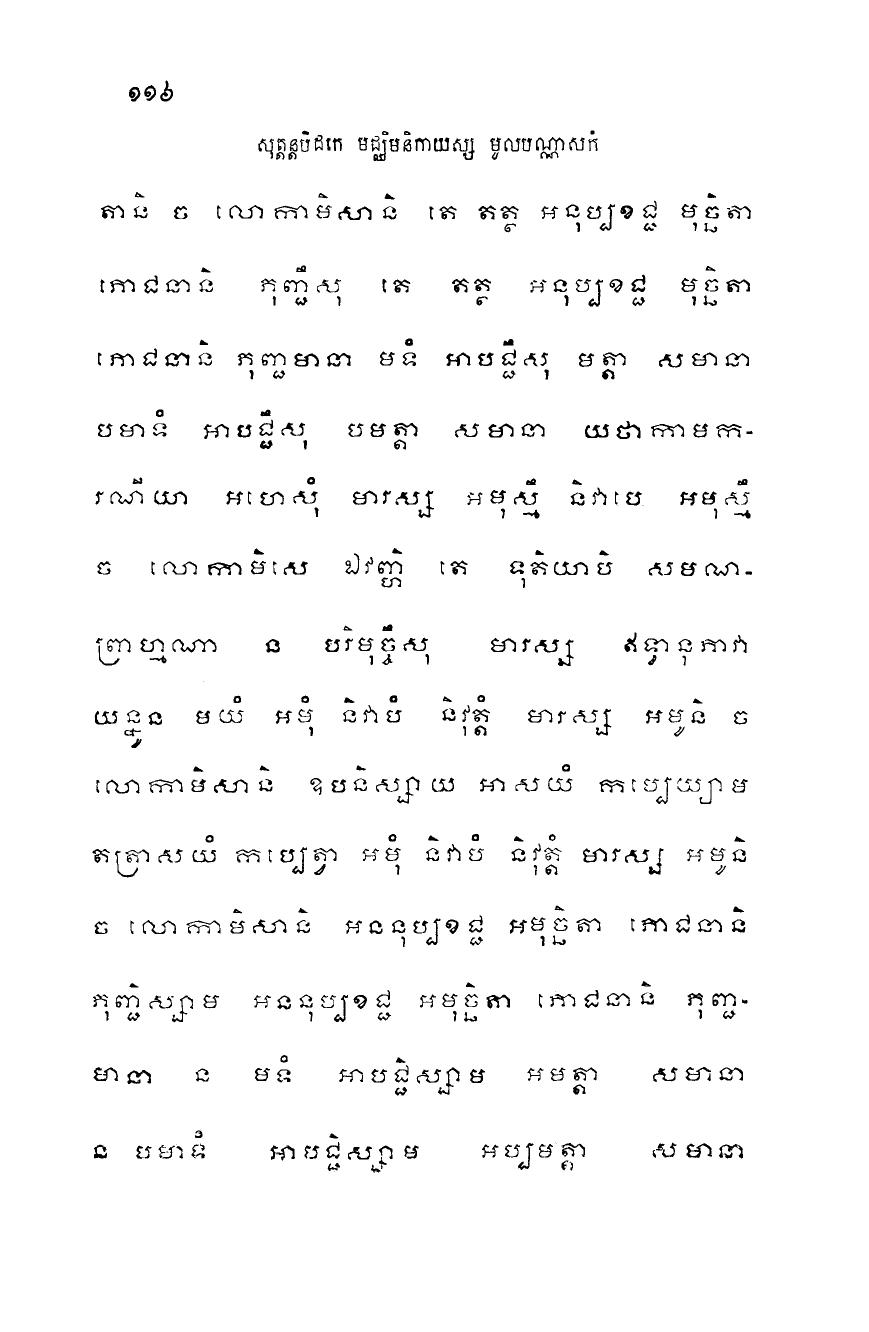 ១១៦
សុត្តន្តបិដកេ មជ្ឈិមនិកាយស្ស មូលបណ្ណាសកំ
តានិ ច លោកាមិសានិ តេ តត្ថ អនុប្បខជ្ជ មុច្ឆិតា
ភោជនានិ ភុញ្ជឹសុ តេ តត្ថ អនុប្បខជ្ជ មុច្ឆិតា
ភោជនានិ ភុញ្ជមានា មទំ អាបជ្ជឹសុ មត្តា សមានា
បមាទំ អាបជ្ជឹសុ បមត្តា សមានា យថាកាមក-
រណីយា អហេសុំ មារស្ស អមុស្មឹ និវាបេ អមុស្មឹ
ច លោកាមិសេ ឯវញ្ហិ តេ ទុតិយាបិ សមណ-
ព្រាហ្មណា ន បរិមុច្ចឹសុ មារស្ស ឥទ្ធានុភាវា
យន្នូន មយំ អមុំ និវាបំ និវុត្តំ មារស្ស អមូនិ ច
លោកាមិសានិ ឧបនិស្សាយ អាសយំ កប្បេយ្យាម
តត្រាសយំ កប្បេត្វា អមុំ និវាបំ និវុត្តំ មារស្ស អមូនិ
ច លោកាមិសានិ អននុប្បខជ្ជ អមុច្ឆិតា ភោជនានិ
ភុញ្ជិស្សាម អននុប្បខជ្ជ អមុច្ឆិតា ភោជនានិ ភុញ្ជ-
មានា ន មទំ អាបជ្ជិស្សាម អមត្តា សមានា
ន បមាទំ អាបជ្ជិស្សាម អប្បមត្តា សមានា